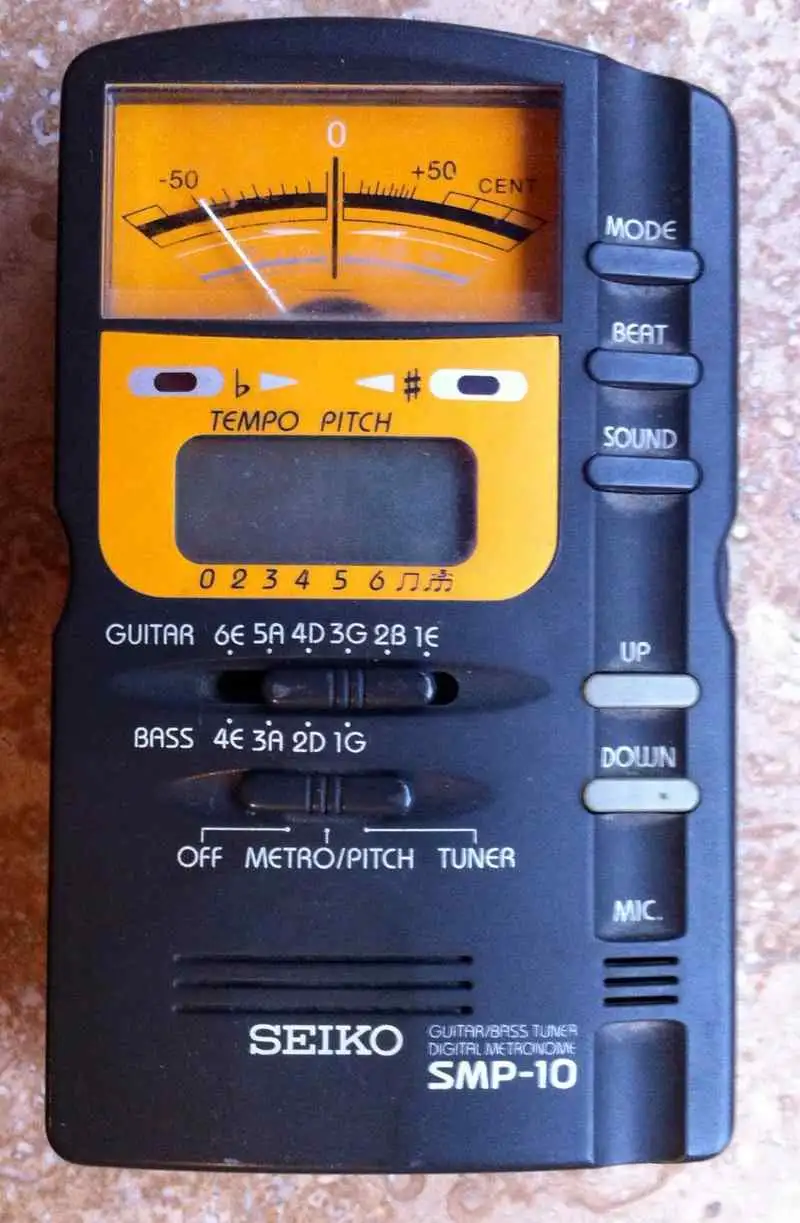 0
-50 +50 CENT
MODE
BEAT
♭ ♯
TEMPO PITCH
SOUND
0 2 3 4 5 6
GUITAR 6E 5A 4D 3G 2B 1E
UP
BASS 4E 3A 2D 1G
DOWN
OFF METRO/PITCH TUNER
MIC.
SEIKO
GUITAR/BASS TUNER
DIGITAL METRONOME
SMP-10